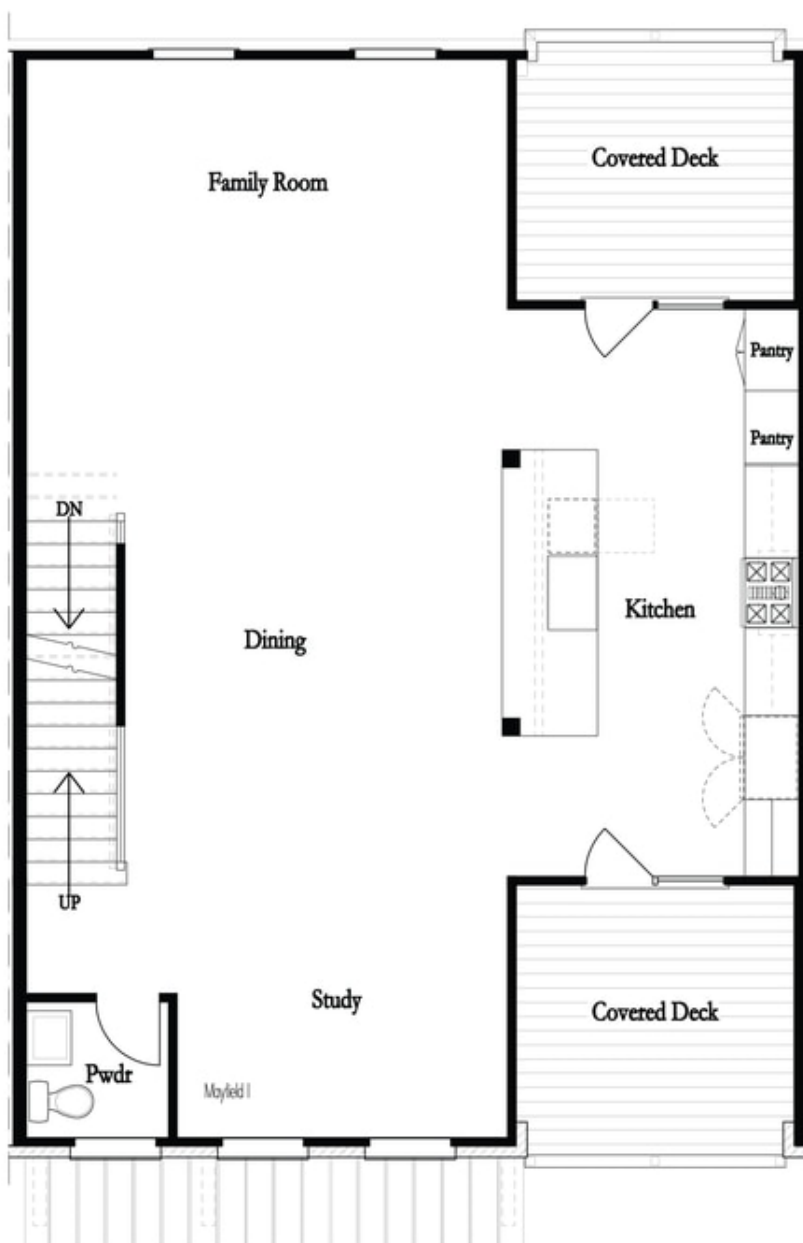 Covered Deck
Family Room
Pantry
Pantry
DN
Kitchen
Dining
UP
Study
Covered Deck
Pwdr
Mayfield I